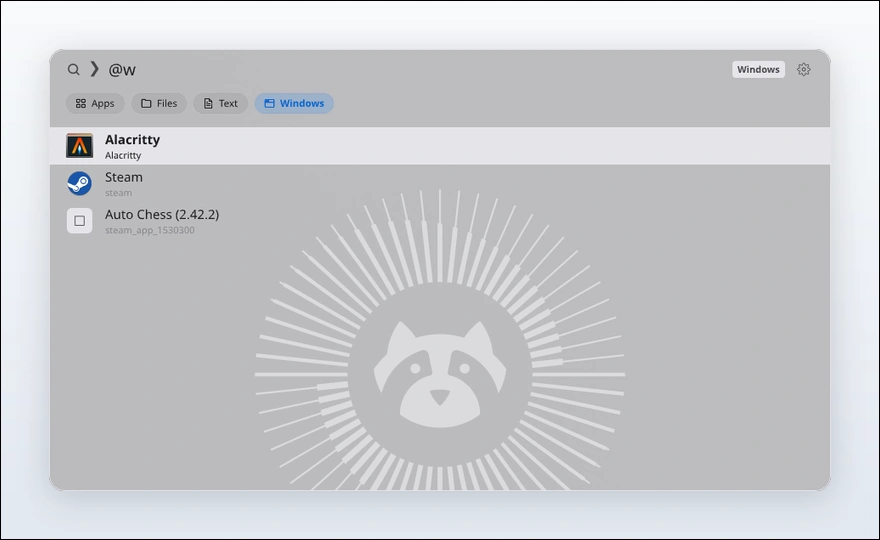 @w
Windows
Apps Files Text Windows
Alacritty
Alacritty
Steam
steam
Auto Chess (2.42.2)
steam_app_1530300